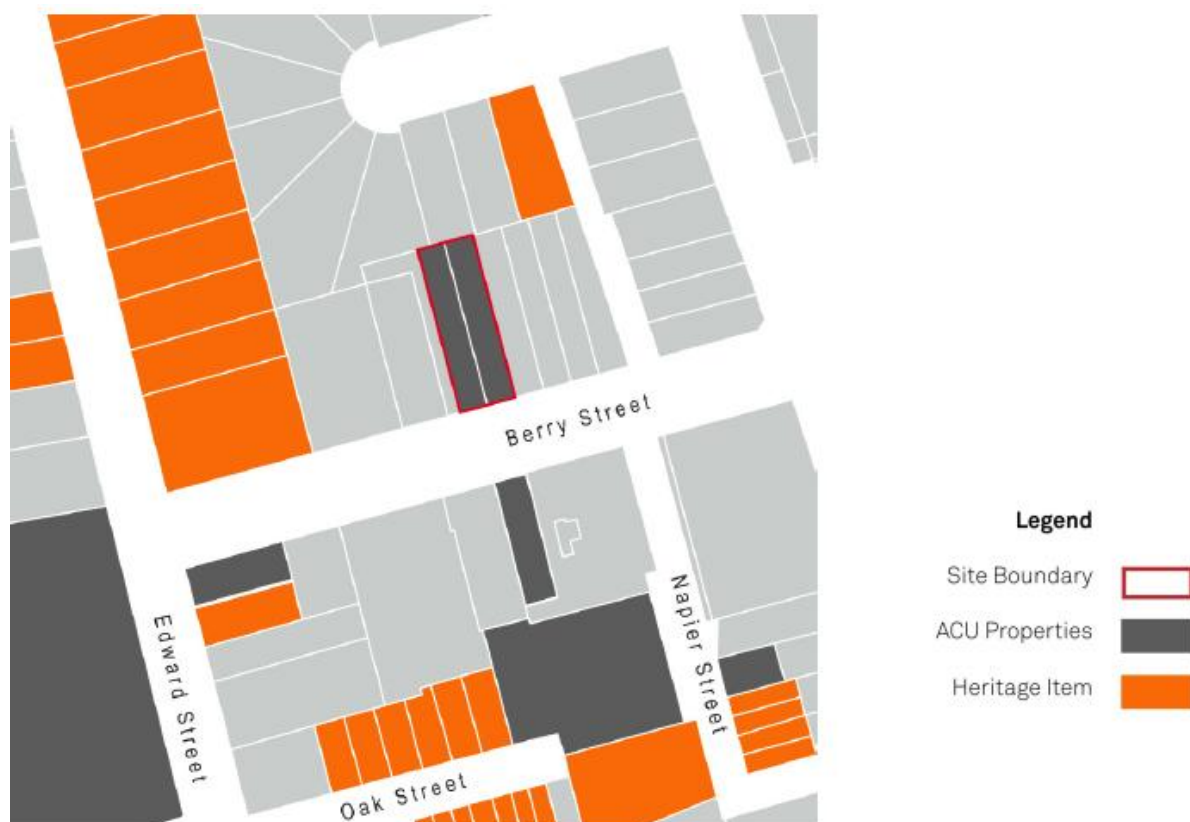 Berry Street
Edward Street
Napier Street
Oak Street
Legend
Site Boundary
ACU Properties
Heritage Item